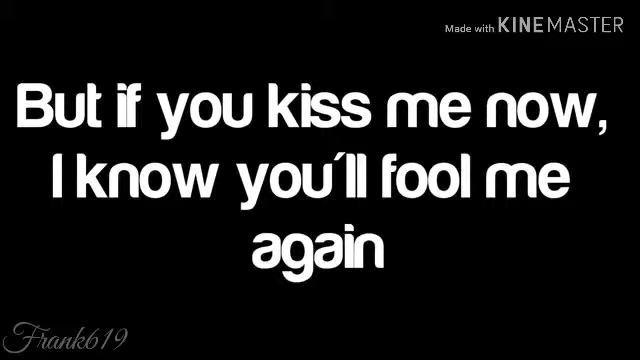 Made with KINEMASTER
But if you kiss me now,
I know you´ll fool me
again
Frank619